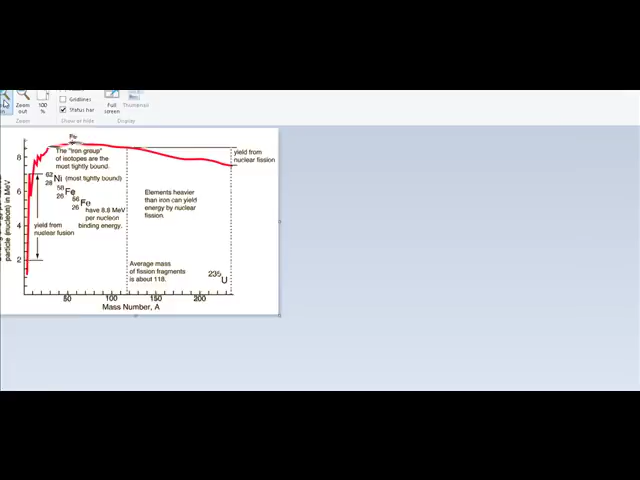 Zoom
out
100
%
Zoom
Gridlines
Status bar
Show or hide
Full
screen
Thumbnail
Display
Fe
8
6
4
2
particle (nucleon) in MeV
The "iron group"
of isotopes are the
most tightly bound.
62
28 Ni (most tightly bound)
58
26 Fe
56
26 Fe
have 8.8 MeV
per nucleon
binding energy.
yield from
nuclear fusion
Elements heavier
than iron can yield
energy by nuclear
fission.
yield from
nuclear fission
Average mass
of fission fragments
is about 118.
235
U
50 100 150 200
Mass Number, A